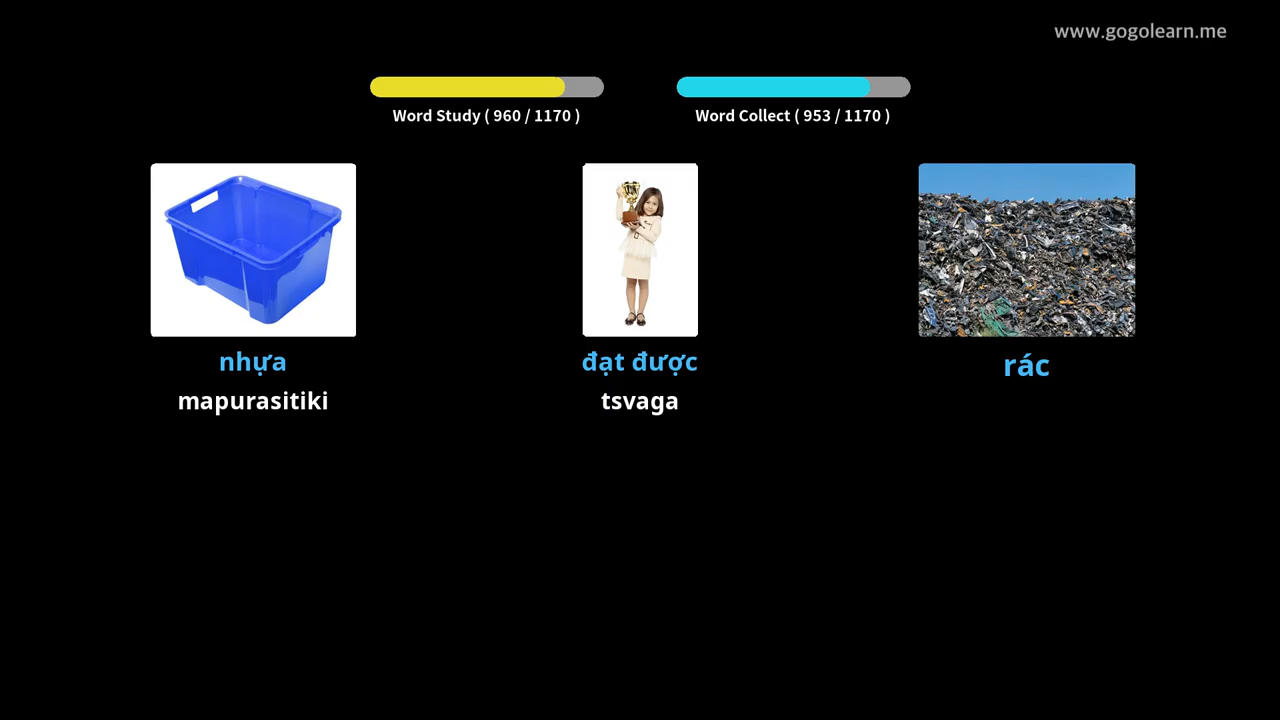 www.gogolearn.me
Word Study ( 960 / 1170 )
Word Collect ( 953 / 1170 )
nhựa
mapurasitiki
đạt được
tsvaga
rác